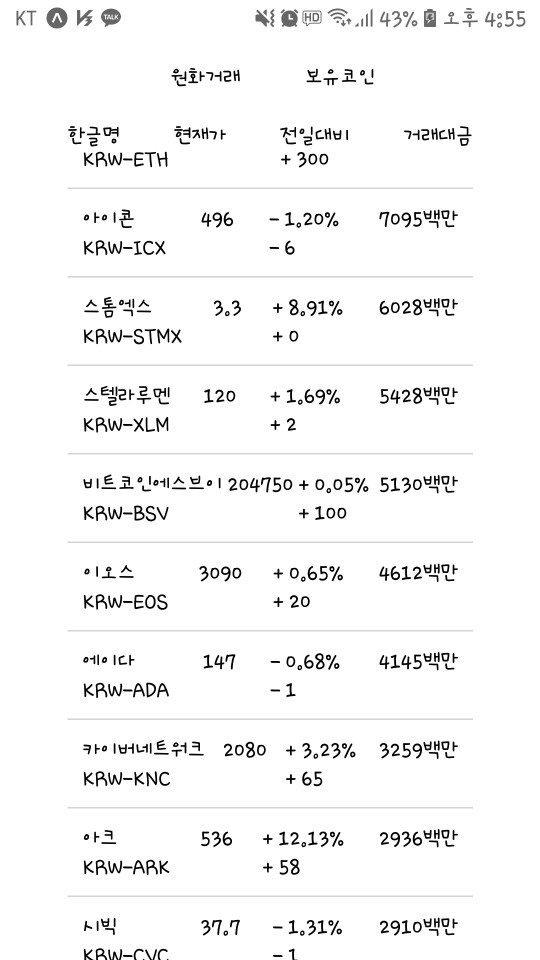 KT TALK HD 43% 오후 4:55
원화거래 보유코인
한글명 현재가 전일대비 거래대금
KRW-ETH +300
아이콘 496 -1.20% 7095백만
KRW-ICX -6
스톰엑스 3.3 +8.91% 6028백만
KRW-STMX +0
스텔라루멘 120 +1.69% 5428백만
KRW-XLM +2
비트코인에스브이 204750 +0.05% 5130백만
KRW-BSV +100
이오스 3090 +0.65% 4612백만
KRW-EOS +20
에이다 147 -0.68% 4145백만
KRW-ADA -1
카이버네트워크 2080 +3.23% 3259백만
KRW-KNC +65
아크 536 +12.13% 2936백만
KRW-ARK +58
시빅 37.7 -1.31% 2910백만
KRW-CVC -1